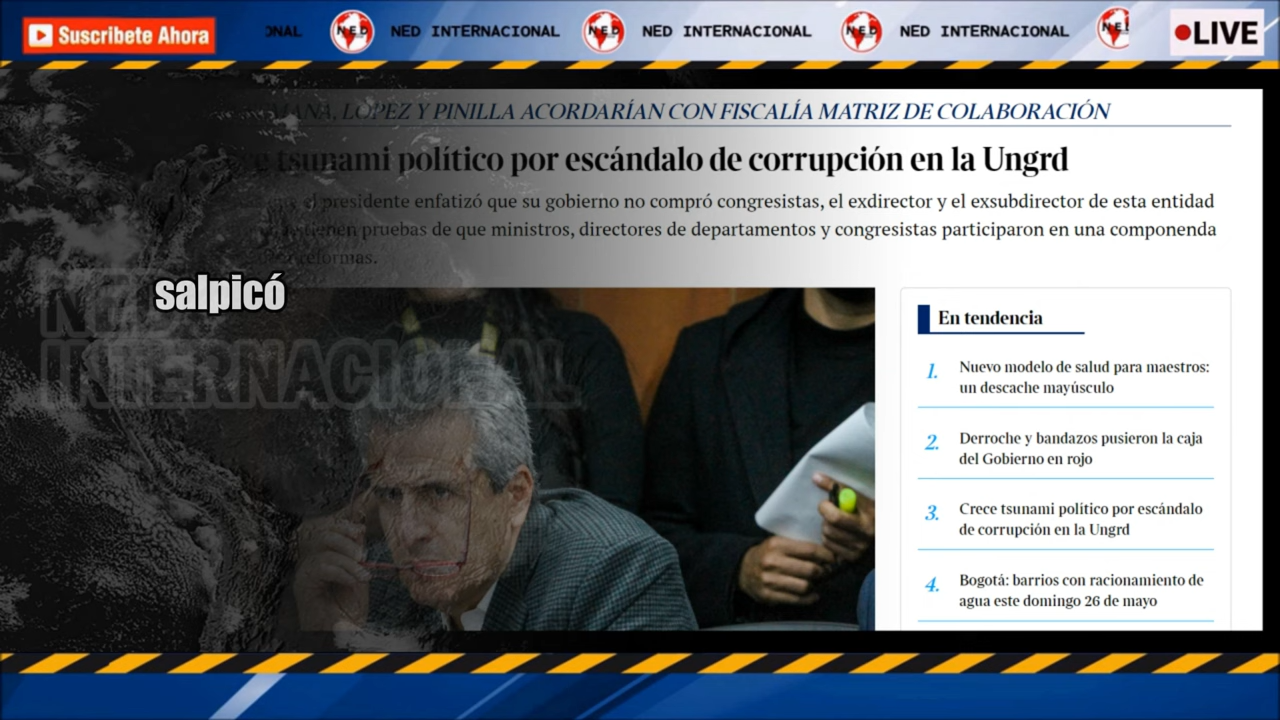 Suscribete Ahora
NED INTERNACIONAL
NED INTERNACIONAL
NED INTERNACIONAL
LIVE
LÓPEZ Y PINILLA ACORDARÍAN CON FISCALÍA MATRIZ DE COLABORACIÓN
tsunami político por escándalo de corrupción en la Ungrd
el presidente enfatizó que su gobierno no compró congresistas, el exdirector y el exsubdirector de esta entidad
tienen pruebas de que ministros, directores de departamentos y congresistas participaron en una componenda
reformas.
salpicó
NED
INTERNACIONAL
En tendencia
1. Nuevo modelo de salud para maestros:
un descache mayúsculo
2. Derroche y bandazos pusieron la caja
del Gobierno en rojo
3. Crece tsunami político por escándalo
de corrupción en la Ungrd
4. Bogotá: barrios con racionamiento de
agua este domingo 26 de mayo